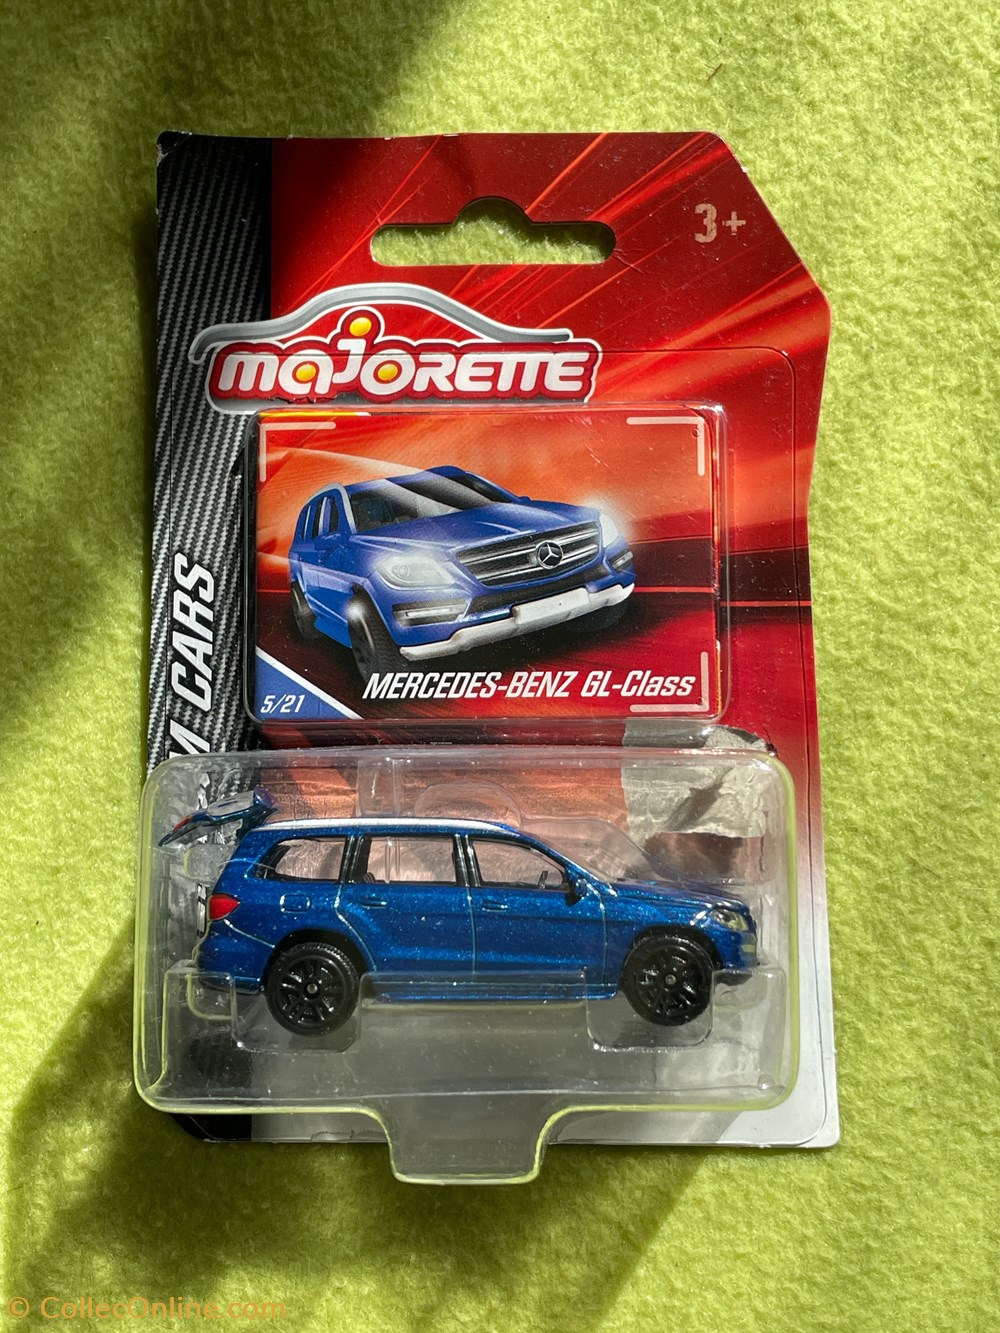 3+
MAJORETTE
CARS
MERCEDES-BENZ GL-Class
5/21
© CollecOnline.com